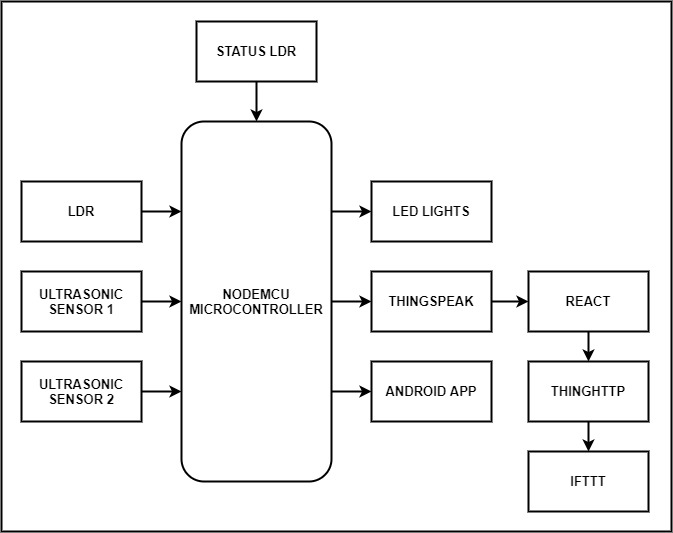 STATUS LDR
LDR
LED LIGHTS
ULTRASONIC
SENSOR 1
NODEMCU
MICROCONTROLLER
THINGSPEAK
REACT
ULTRASONIC
SENSOR 2
ANDROID APP
THINGHTTP
IFTTT